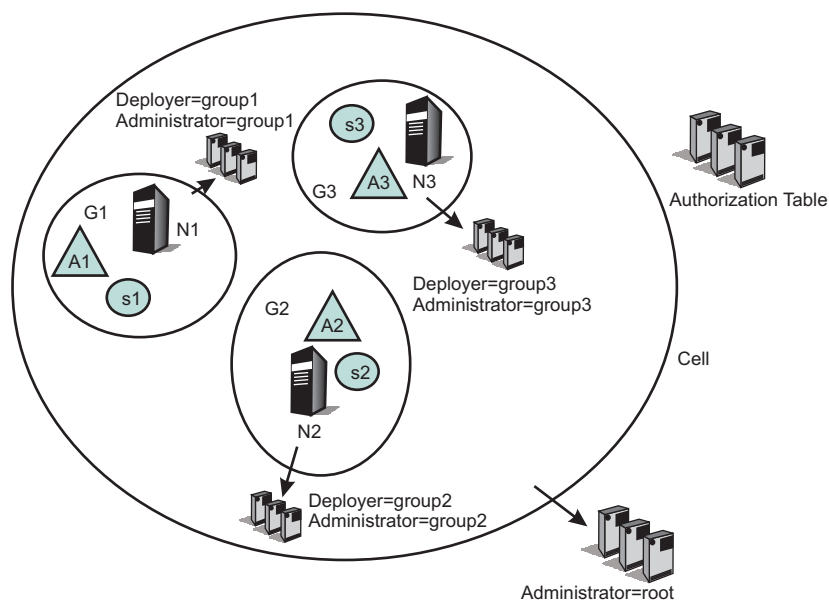 Deployer=group1
Administrator=group1
s3
A3
G3
N3
Authorization Table
G1
N1
A1
s1
Deployer=group3
Administrator=group3
G2
A2
s2
N2
Cell
Deployer=group2
Administrator=group2
Administrator=root